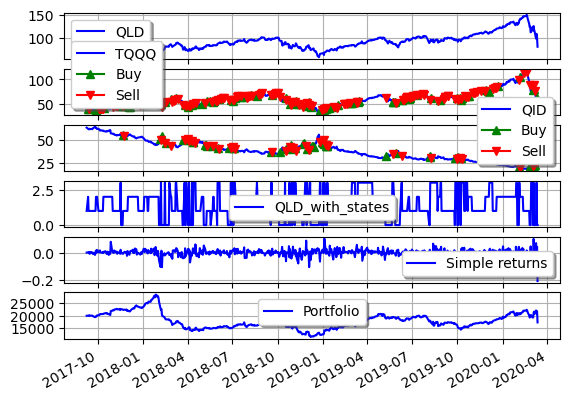 150
100
QLD
TQQQ
Buy
Sell
100
50
QID
Buy
Sell
50
25
2.5
0.0
QLD_with_states
0.0
−0.2
Simple returns
25000
20000
15000
Portfolio
2017-10
2018-01
2018-04
2018-07
2018-10
2019-01
2019-04
2019-07
2019-10
2020-01
2020-04